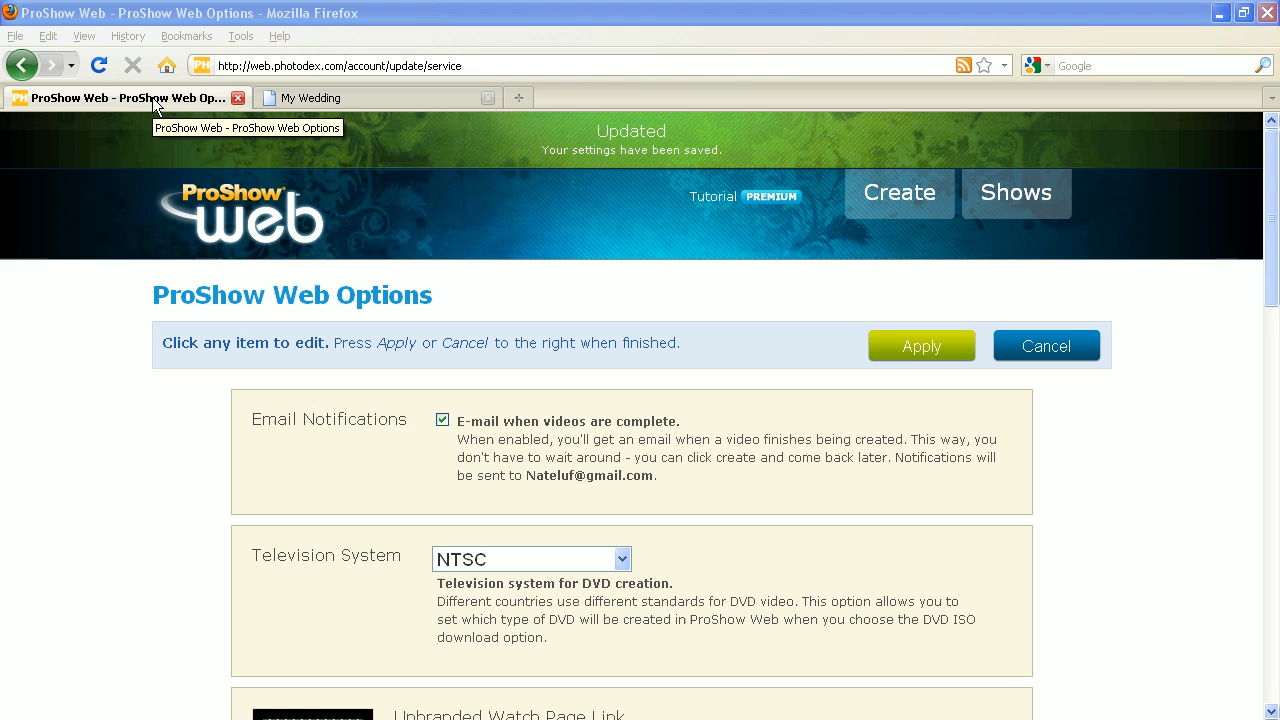 ProShow Web - ProShow Web Options - Mozilla Firefox
File Edit View History Bookmarks Tools Help
http://web.photodex.com/account/update/service
Google
ProShow Web - ProShow Web Op...
My Wedding
ProShow Web - ProShow Web Options
Updated
Your settings have been saved.
ProShow
web
Tutorial PREMIUM
Create
Shows
ProShow Web Options
Click any item to edit. Press Apply or Cancel to the right when finished.
Apply
Cancel
Email Notifications
E-mail when videos are complete.
When enabled, you'll get an email when a video finishes being created. This way, you
don't have to wait around - you can click create and come back later. Notifications will
be sent to Nateluf@gmail.com.
Television System
NTSC
Television system for DVD creation.
Different countries use different standards for DVD video. This option allows you to
set which type of DVD will be created in ProShow Web when you choose the DVD ISO
download option.
Unbranded Watch Page Link